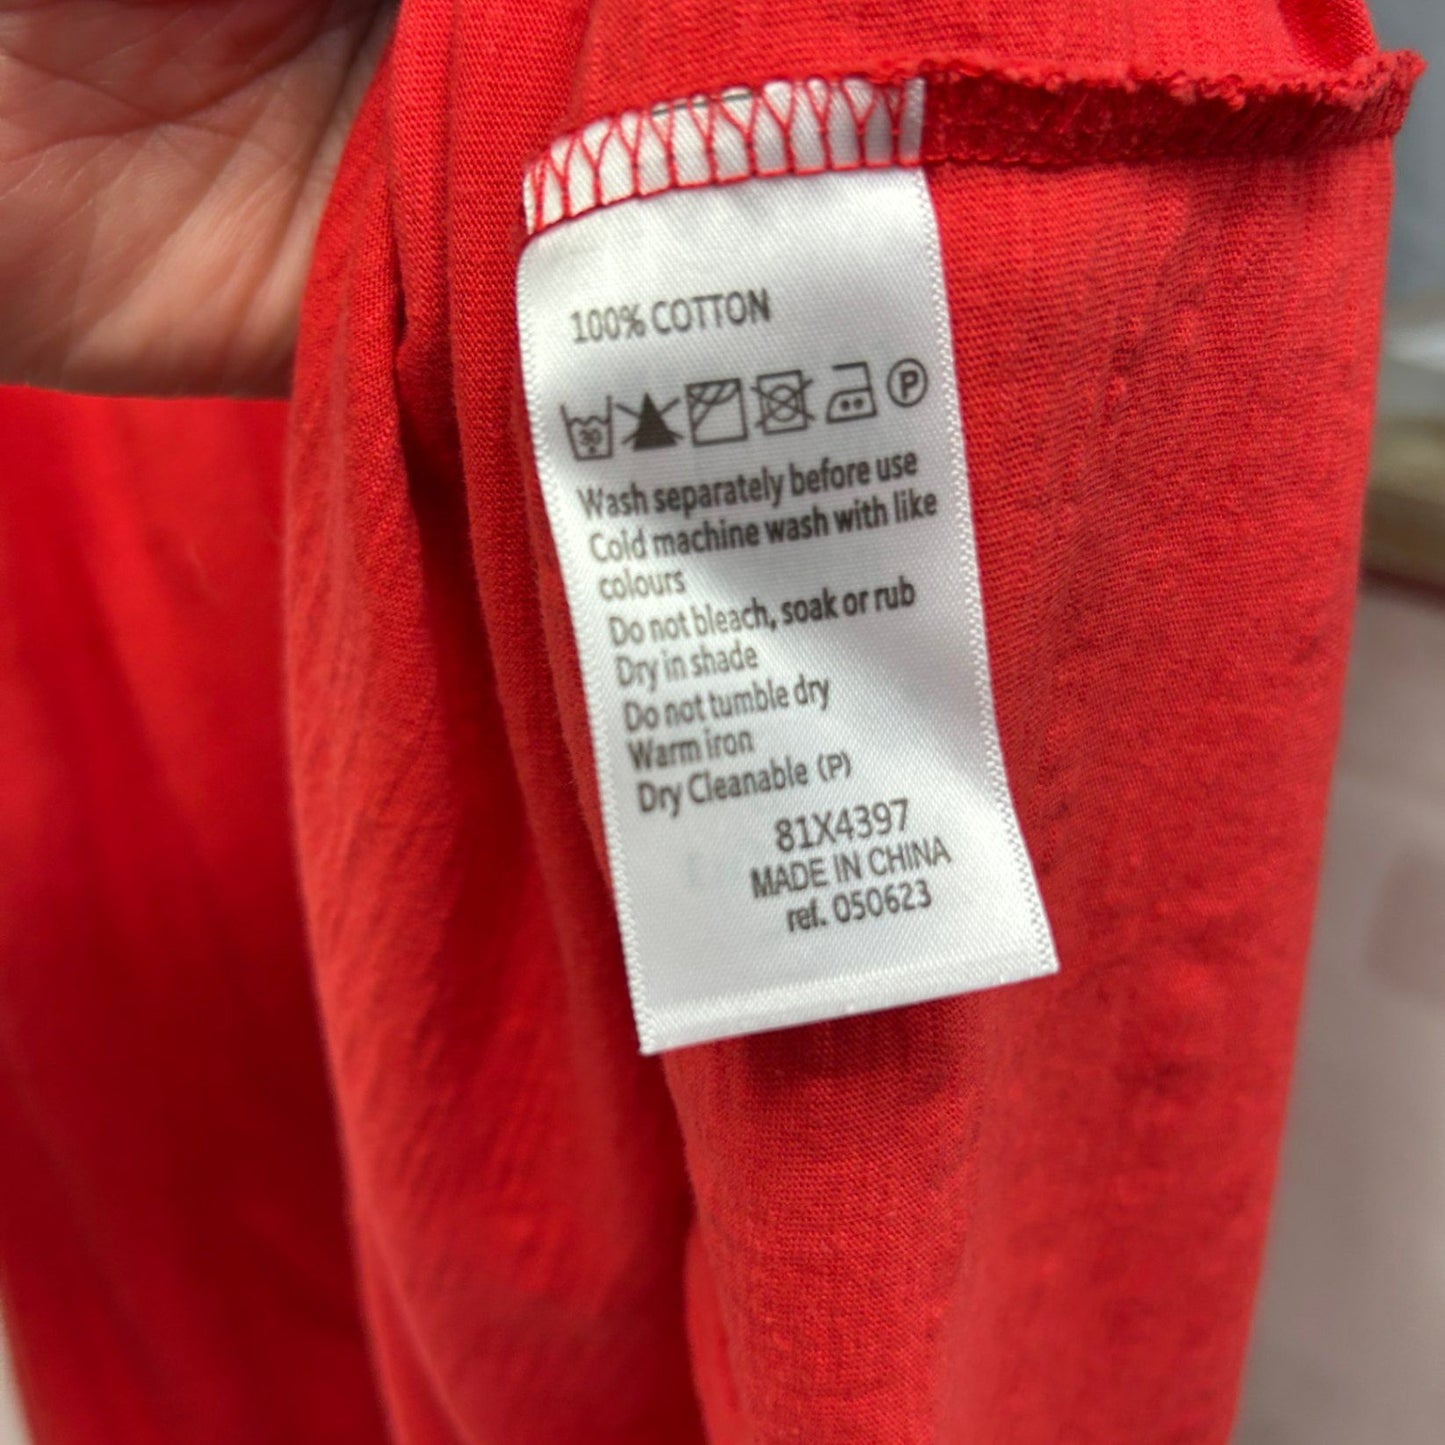 100% COTTON
30 P
Wash separately before use
Cold machine wash with like
colours
Do not bleach, soak or rub
Dry in shade
Do not tumble dry
Warm iron
Dry Cleanable (P)
81X4397
MADE IN CHINA
ref. 050623